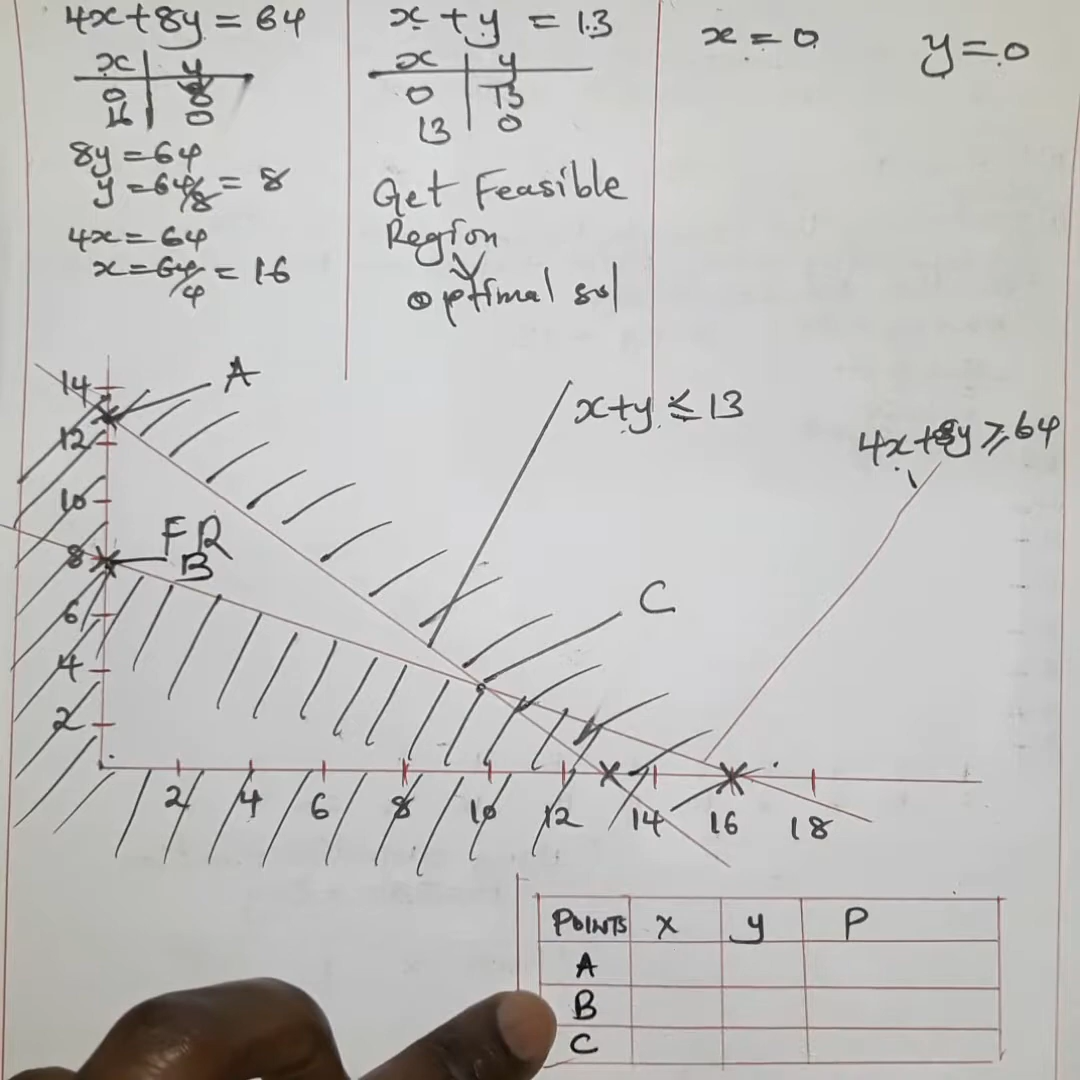 4x+8y=64
x y
0 8
16 0
8y=64
y=64/8=8
4x=64
x=64/4=16
x+y=13
x y
0 13
13 0
Get Feasible
Region
optimal sol
x=0
y=0
14
12
10
8
6
4
2
A
FR
B
C
x+y≤13
4x+8y≥64
2 4 6 8 10 12 14 16 18
POINTS x y P
A
B
C